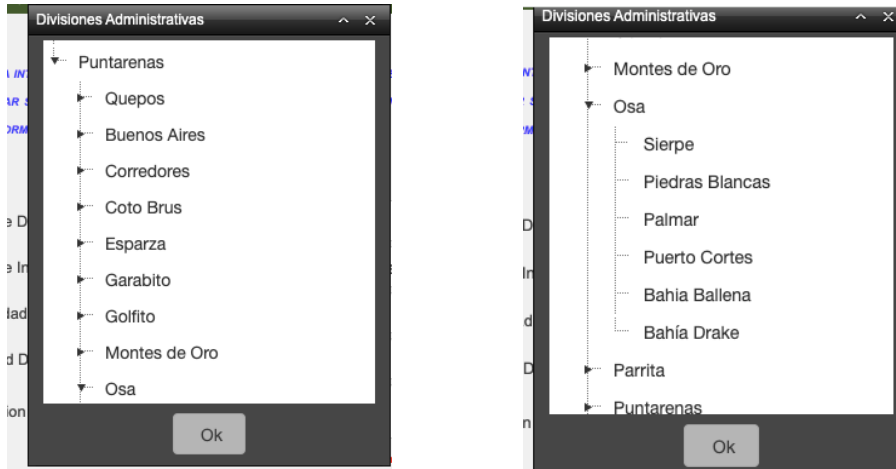 Divisiones Administrativas
Puntarenas
Quepos
Buenos Aires
Corredores
Coto Brus
Esparza
Garabito
Golfito
Montes de Oro
Osa
Ok
Divisiones Administrativas
Montes de Oro
Osa
Sierpe
Piedras Blancas
Palmar
Puerto Cortes
Bahia Ballena
Bahía Drake
Parrita
Puntarenas
Ok